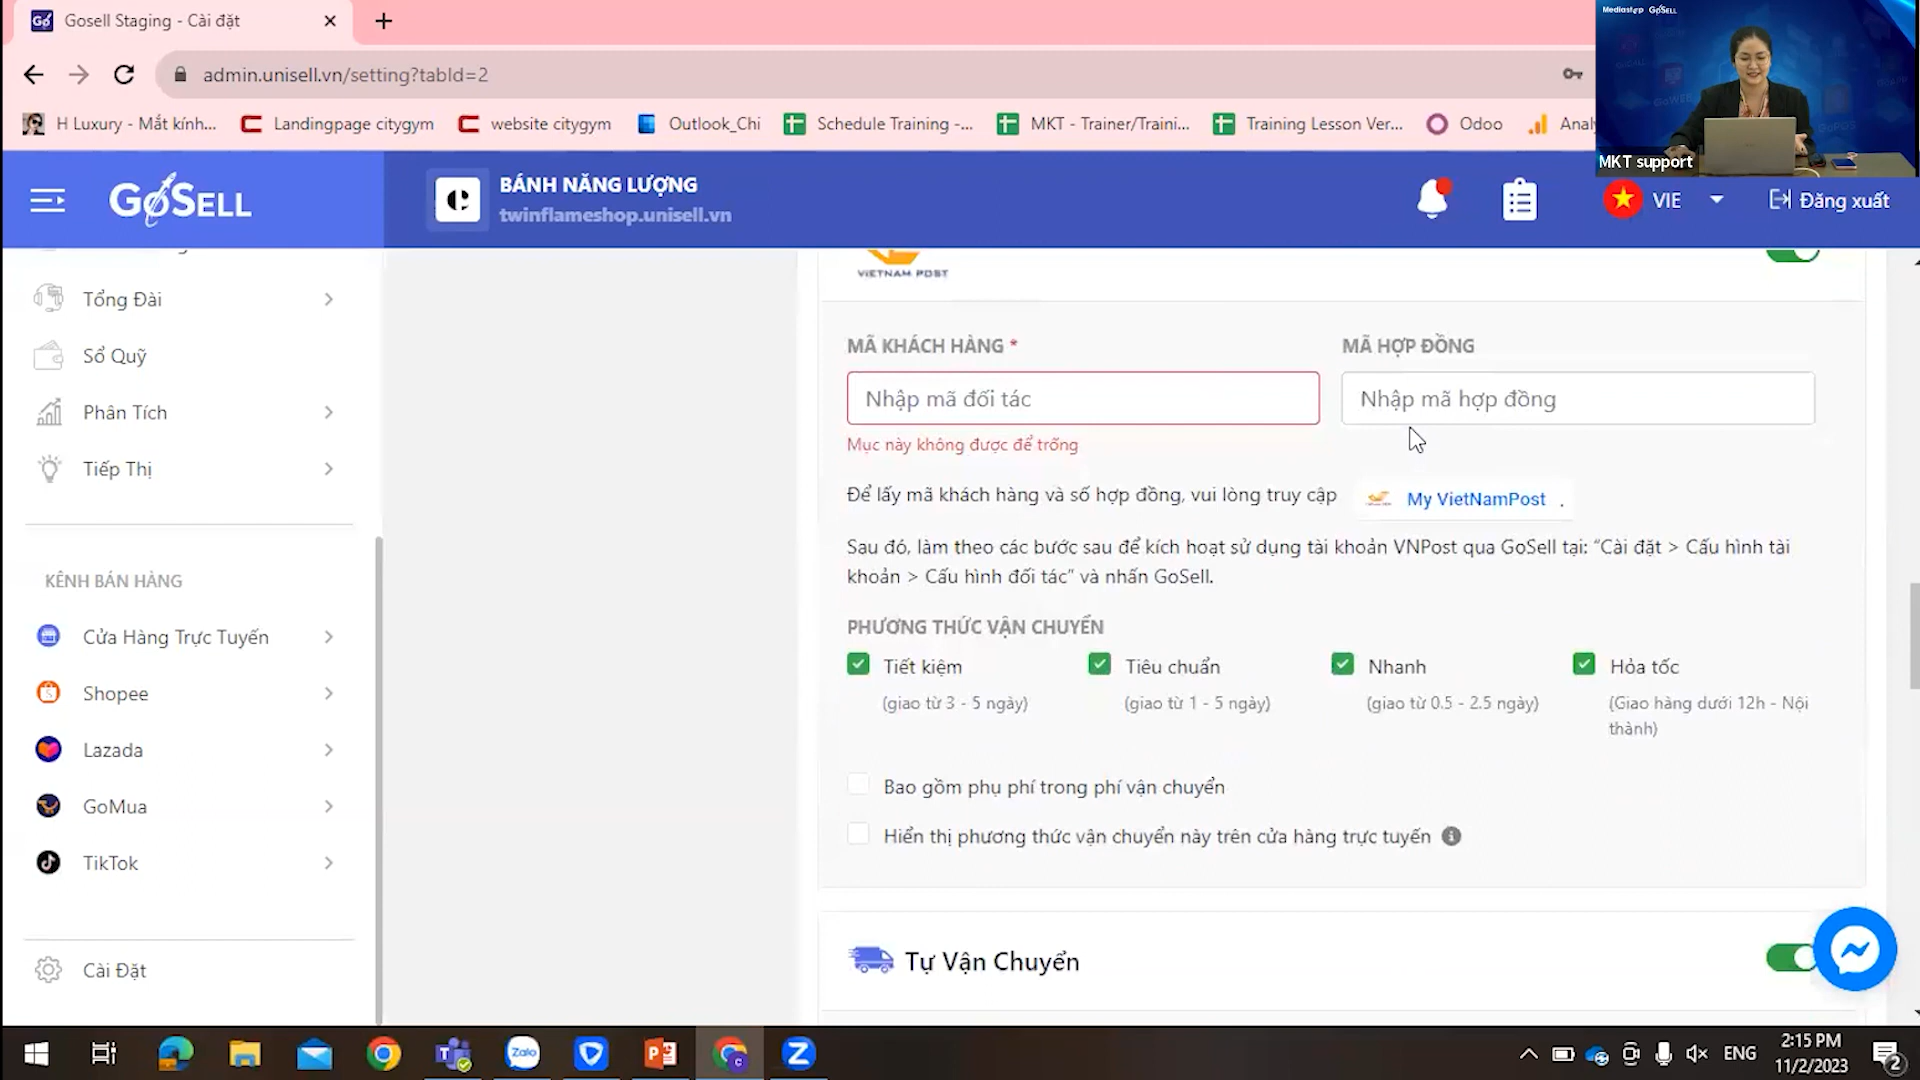 Gosell Staging - Cài đặt
admin.unisell.vn/setting?tabId=2
H Luxury - Mắt kính...
Landingpage citygym
website citygym
Outlook_Chi
Schedule Training -...
MKT - Trainer/Traini...
Training Lesson Ver...
Odoo
Mediastep GoSELL
MKT support
GoSELL
BÁNH NĂNG LƯỢNG
twinflameshop.unisell.vn
VIE
Đăng xuất
Tổng Đài
Sổ Quỹ
Phân Tích
Tiếp Thị
KÊNH BÁN HÀNG
Cửa Hàng Trực Tuyến
Shopee
Lazada
GoMua
TikTok
Cài Đặt
VIETNAM POST
MÃ KHÁCH HÀNG *
MÃ HỢP ĐỒNG
Nhập mã đối tác
Nhập mã hợp đồng
Mục này không được để trống
Để lấy mã khách hàng và số hợp đồng, vui lòng truy cập My VietNamPost .
Sau đó, làm theo các bước sau để kích hoạt sử dụng tài khoản VNPost qua GoSell tại: “Cài đặt > Cấu hình tài
khoản > Cấu hình đối tác” và nhấn GoSell.
PHƯƠNG THỨC VẬN CHUYỂN
Tiết kiệm
(giao từ 3 - 5 ngày)
Tiêu chuẩn
(giao từ 1 - 5 ngày)
Nhanh
(giao từ 0.5 - 2.5 ngày)
Hỏa tốc
(Giao hàng dưới 12h - Nội
thành)
Bao gồm phụ phí trong phí vận chuyển
Hiển thị phương thức vận chuyển này trên cửa hàng trực tuyến
Tự Vận Chuyển
Zalo
ENG
2:15 PM
11/2/2023
2